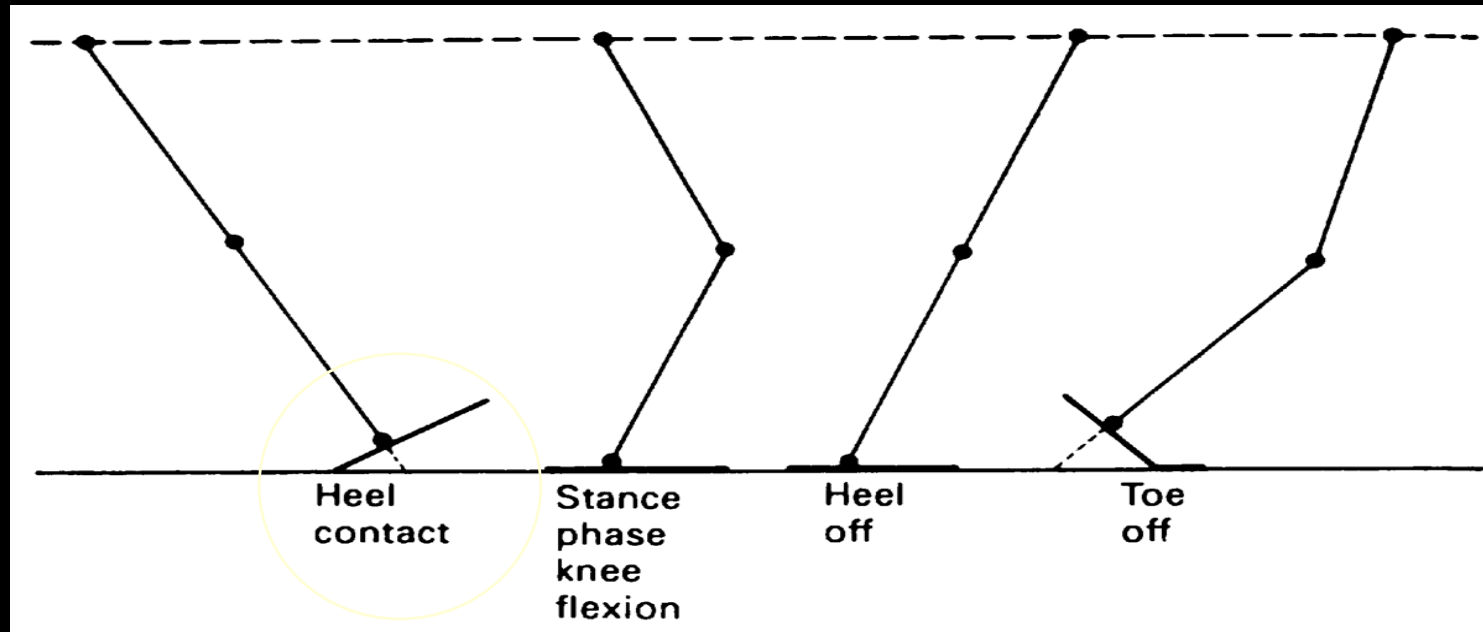 Heel
contact
Stance
phase
knee
flexion
Heel
off
Toe
off